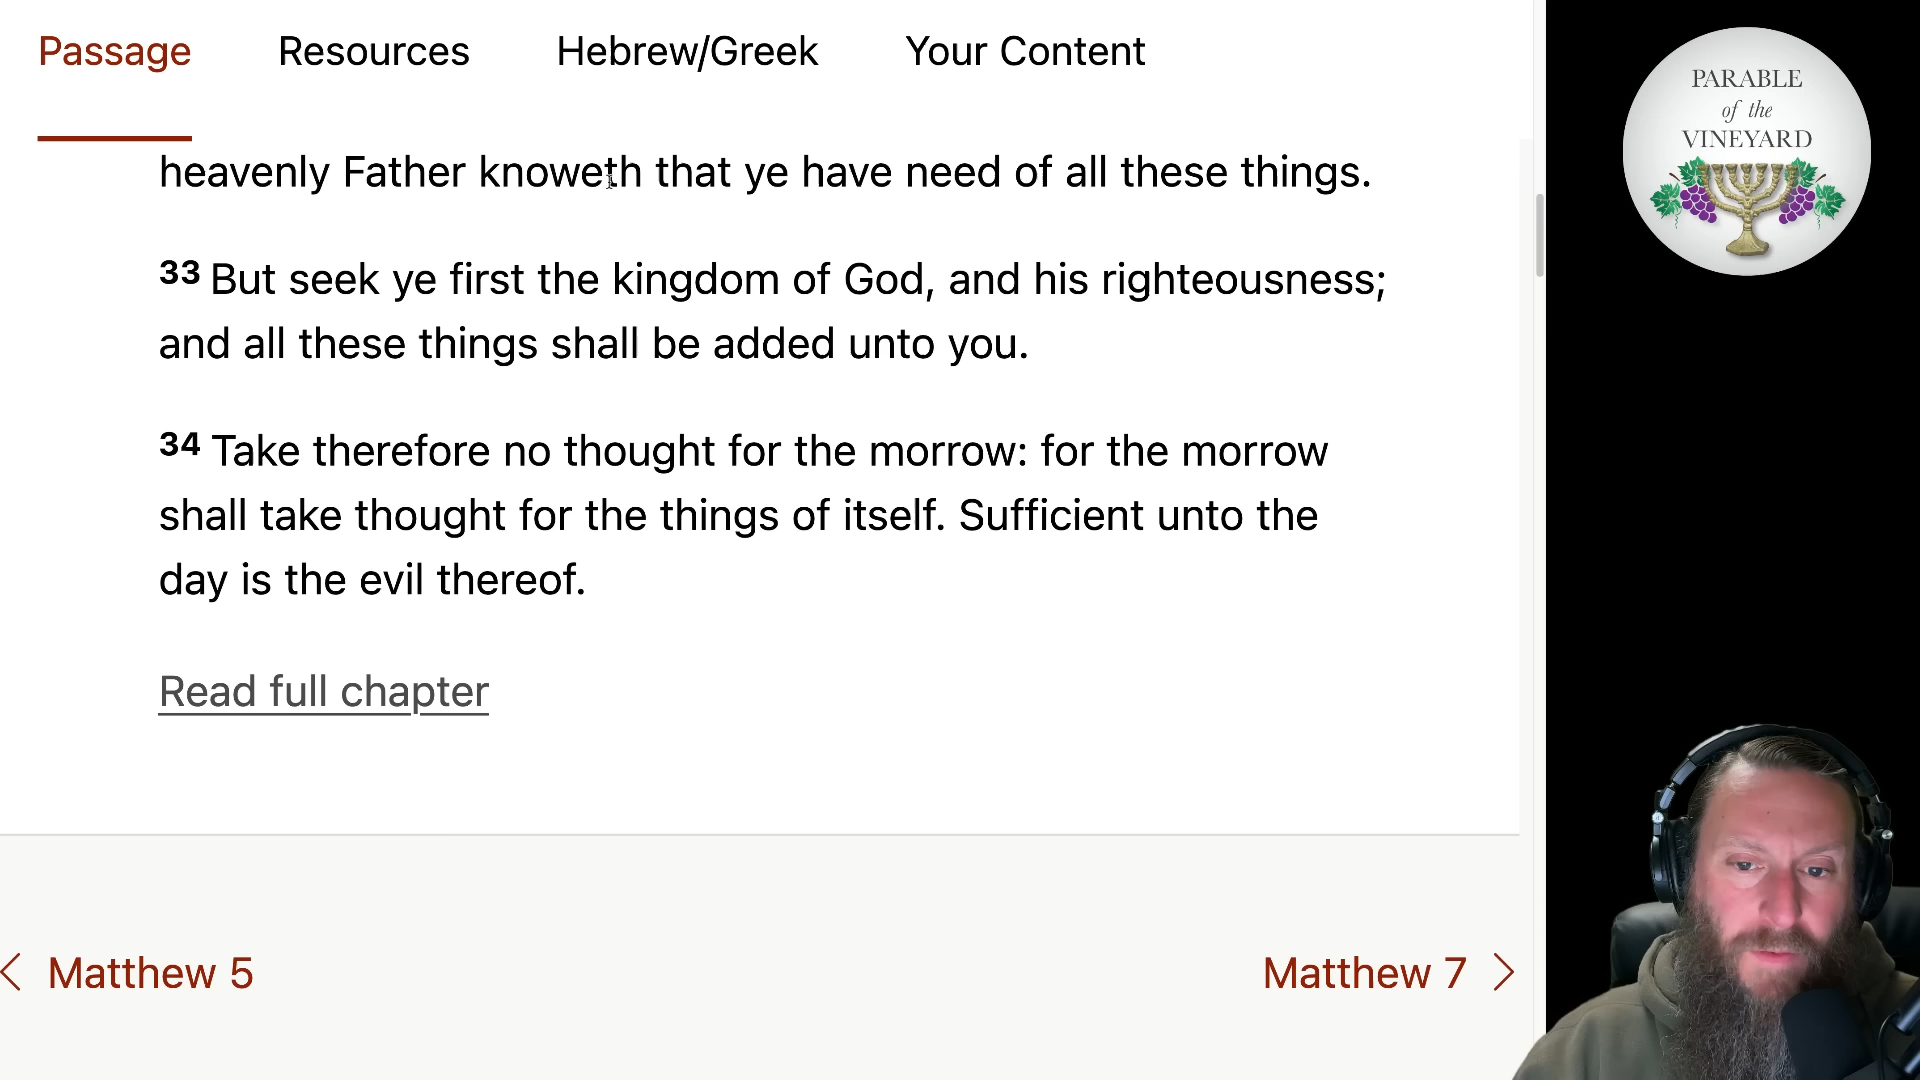 Passage
Resources
Hebrew/Greek
Your Content
heavenly Father knoweth that ye have need of all these things.
33 But seek ye first the kingdom of God, and his righteousness;
and all these things shall be added unto you.
34 Take therefore no thought for the morrow: for the morrow
shall take thought for the things of itself. Sufficient unto the
day is the evil thereof.
Read full chapter
Matthew 5
Matthew 7
PARABLE
of the
VINEYARD